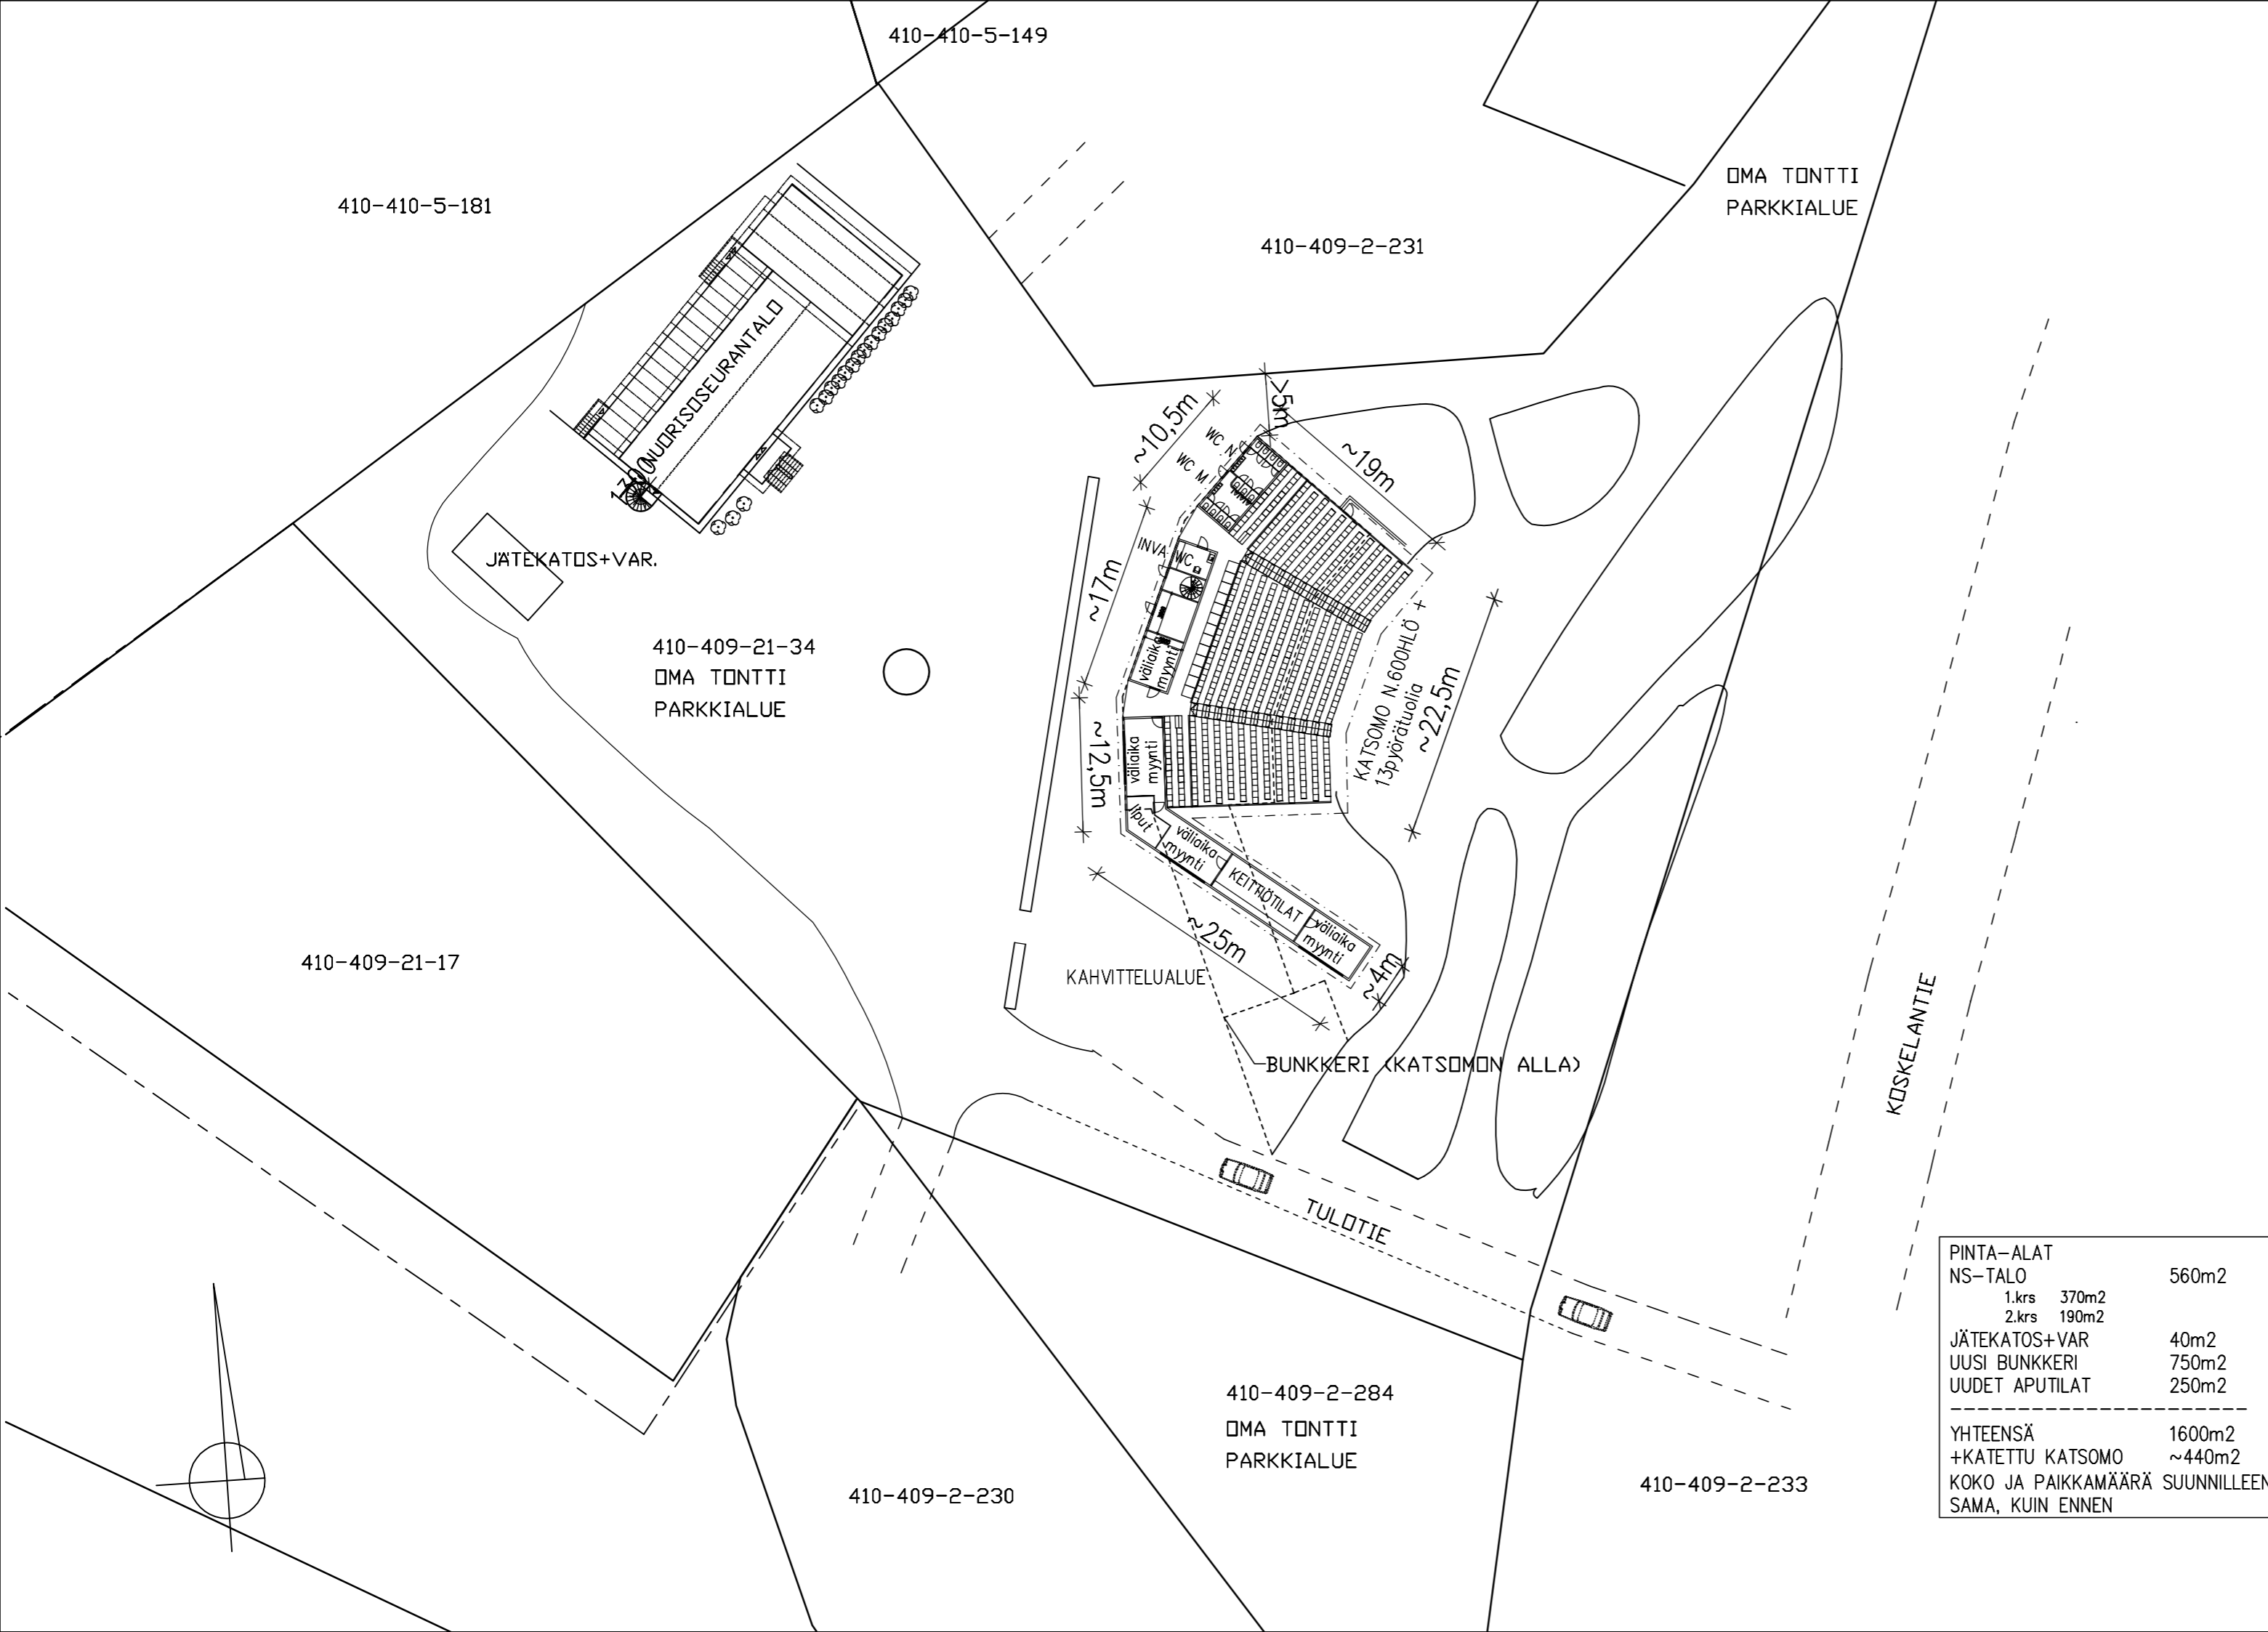 410-410-5-149
410-410-5-181
OMA TONTTI
PARKKIALUE
410-409-2-231
NUORISOSEURANTALO
JÄTEKATOS+VAR.
410-409-21-34
OMA TONTTI
PARKKIALUE
>5m
~10,5m
~19m
WC N
WC M
INVA WC
~17m
väliaika
myynti
~12,5m
väliaika
myynti
liput
väliaika
myynti
KEITTIÖTILAT
väliaika
myynti
KATSOMO N.600HLÖ +
13pyörätuolia
~22,5m
~25m
~4m
KAHVITTELUALUE
BUNKKERI (KATSOMON ALLA)
410-409-21-17
KOSKELANTIE
TULOTIE
410-409-2-284
OMA TONTTI
PARKKIALUE
410-409-2-230
410-409-2-233
PINTA-ALAT
NS-TALO 560m2
1.krs 370m2
2.krs 190m2
JÄTEKATOS+VAR 40m2
UUSI BUNKKERI 750m2
UUDET APUTILAT 250m2
YHTEENSÄ 1600m2
+KATETTU KATSOMO ~440m2
KOKO JA PAIKKAMÄÄRÄ SUUNNILLEEN
SAMA, KUIN ENNEN